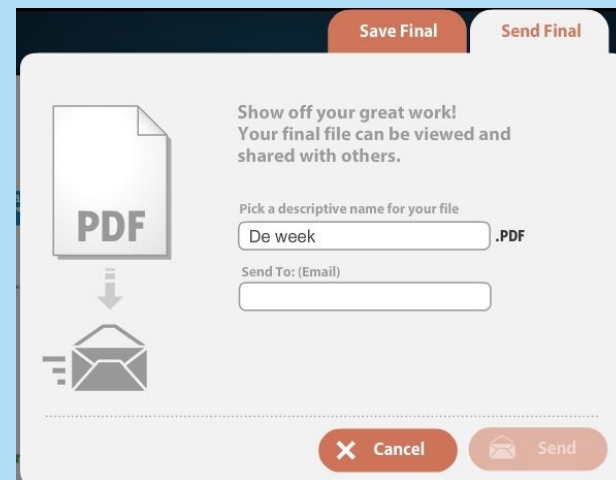 Save Final
Send Final
Show off your great work!
Your final file can be viewed and
shared with others.
PDF
Pick a descriptive name for your file
De week
.PDF
Send To: (Email)
Cancel
Send